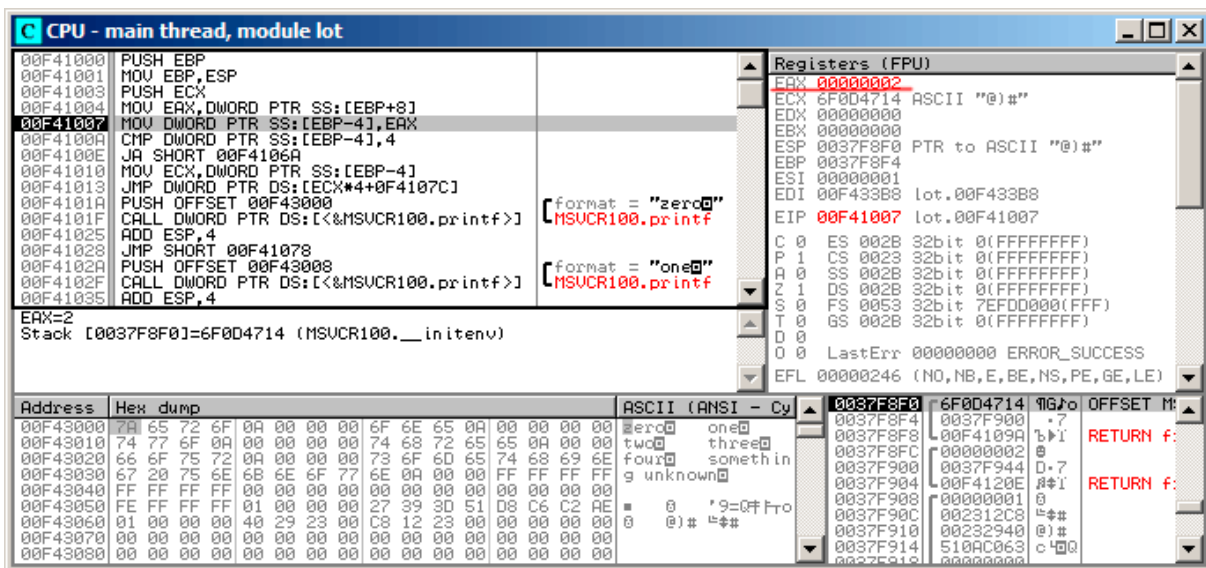 CPU - main thread, module lot
00F41000 PUSH EBP
00F41001 MOV EBP,ESP
00F41003 PUSH ECX
00F41004 MOV EAX,DWORD PTR SS:[EBP+8]
00F41007 MOV DWORD PTR SS:[EBP-4],EAX
00F4100A CMP DWORD PTR SS:[EBP-4],4
00F4100E JA SHORT 00F4106A
00F41010 MOV ECX,DWORD PTR SS:[EBP-4]
00F41013 JMP DWORD PTR DS:[ECX*4+0F4107C]
00F4101A PUSH OFFSET 00F43000 format = "zero"
00F4101F CALL DWORD PTR DS:[<&MSVCR100.printf>] MSVCR100.printf
00F41025 ADD ESP,4
00F41028 JMP SHORT 00F41078
00F4102A PUSH OFFSET 00F43008 format = "one"
00F4102F CALL DWORD PTR DS:[<&MSVCR100.printf>] MSVCR100.printf
00F41035 ADD ESP,4
EAX=2
Stack [0037F8F0]=6F0D4714 (MSVCR100.__initenv)
Registers (FPU)
EAX 00000002
ECX 6F0D4714 ASCII "@)#"
EDX 00000000
EBX 00000000
ESP 0037F8F0 PTR to ASCII "@)#"
EBP 0037F8F4
ESI 00000001
EDI 00F433B8 lot.00F433B8
EIP 00F41007 lot.00F41007
C 0 ES 002B 32bit 0(FFFFFFFF)
P 1 CS 0023 32bit 0(FFFFFFFF)
A 0 SS 002B 32bit 0(FFFFFFFF)
Z 1 DS 002B 32bit 0(FFFFFFFF)
S 0 FS 0053 32bit 7EFDD000(FFF)
T 0 GS 002B 32bit 0(FFFFFFFF)
D 0
O 0 LastErr 00000000 ERROR_SUCCESS
EFL 00000246 (NO,NB,E,BE,NS,PE,GE,LE)
Address Hex dump ASCII (ANSI - Cy
00F43000 7A 65 72 6F 0A 00 00 00 6F 6E 65 0A 00 00 00 00 zero one
00F43010 74 77 6F 0A 00 00 00 00 74 68 72 65 65 0A 00 00 two three
00F43020 66 6F 75 72 0A 00 00 00 73 6F 6D 65 74 68 69 6E four somethin
00F43030 67 20 75 6E 6B 6E 6F 77 6E 0A 00 00 FF FF FF FF g unknown
00F43040 FF FF FF FF 00 00 00 00 00 00 00 00 00 00 00 00
00F43050 FE FF FF FF 01 00 00 00 27 39 3D 51 D8 C6 C2 AE
00F43060 01 00 00 00 40 29 23 00 C8 12 23 00 00 00 00 00 @)#
00F43070 00 00 00 00 00 00 00 00 00 00 00 00 00 00 00 00
00F43080 00 00 00 00 00 00 00 00 00 00 00 00 00 00 00 00
0037F8F0 6F0D4714 OFFSET M
0037F8F4 0037F900
0037F8F8 00F4109A RETURN f
0037F8FC 00000002
0037F900 0037F944
0037F904 00F4120E RETURN f
0037F908 00000001
0037F90C 002312C8
0037F910 00232940 @)#
0037F914 510AC063